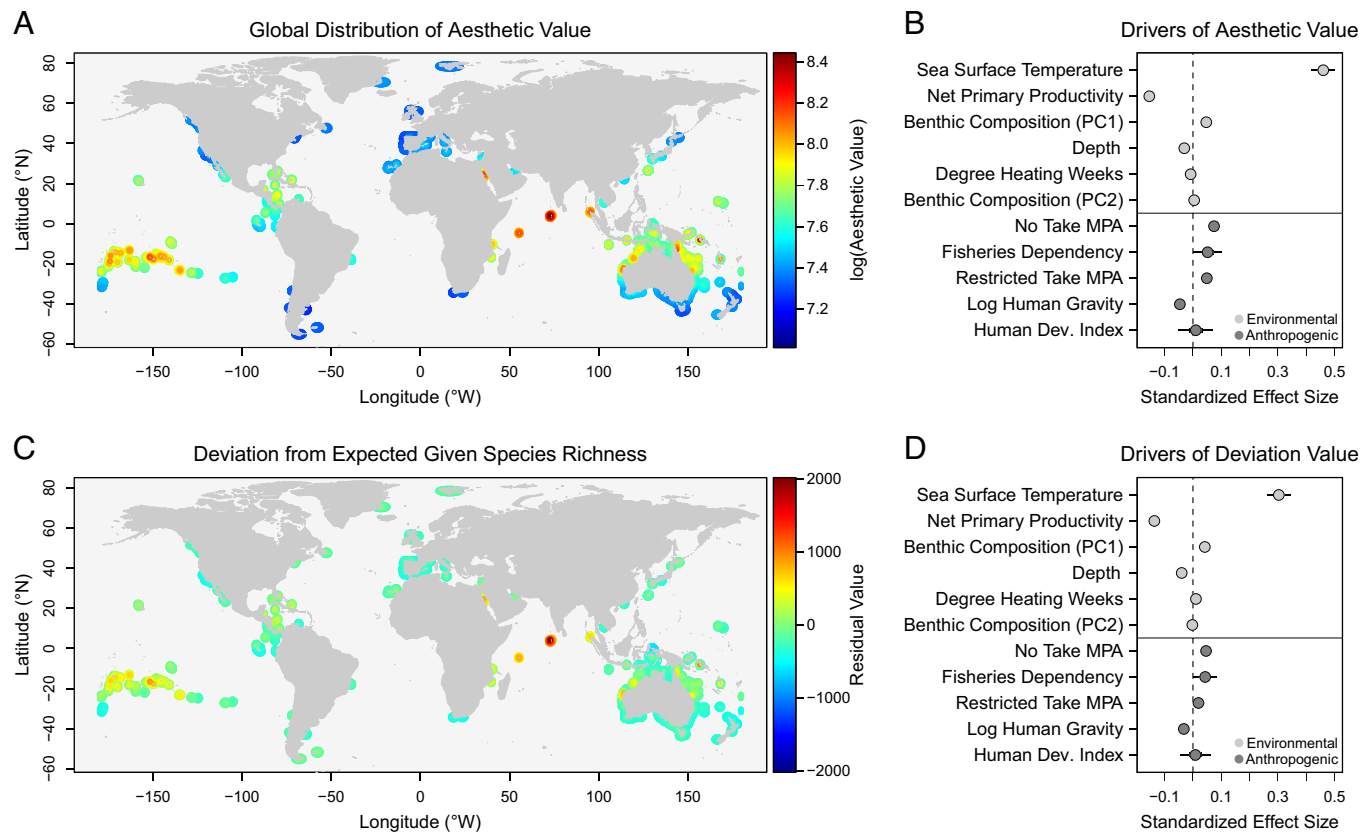 A
Global Distribution of Aesthetic Value
80
60
40
20
0
−20
−40
−60
Latitude (°N)
−150
−100
−50
0
50
100
150
Longitude (°W)
8.4
8.2
8.0
7.8
7.6
7.4
7.2
log(Aesthetic Value)
B
Drivers of Aesthetic Value
Sea Surface Temperature
Net Primary Productivity
Benthic Composition (PC1)
Depth
Degree Heating Weeks
Benthic Composition (PC2)
No Take MPA
Fisheries Dependency
Restricted Take MPA
Log Human Gravity
Human Dev. Index
Environmental
Anthropogenic
−0.1
0.1
0.3
0.5
Standardized Effect Size
C
Deviation from Expected Given Species Richness
80
60
40
20
0
−20
−40
−60
Latitude (°N)
−150
−100
−50
0
50
100
150
Longitude (°W)
2000
1000
0
−1000
−2000
Residual Value
D
Drivers of Deviation Value
Sea Surface Temperature
Net Primary Productivity
Benthic Composition (PC1)
Depth
Degree Heating Weeks
Benthic Composition (PC2)
No Take MPA
Fisheries Dependency
Restricted Take MPA
Log Human Gravity
Human Dev. Index
Environmental
Anthropogenic
−0.1
0.1
0.3
0.5
Standardized Effect Size